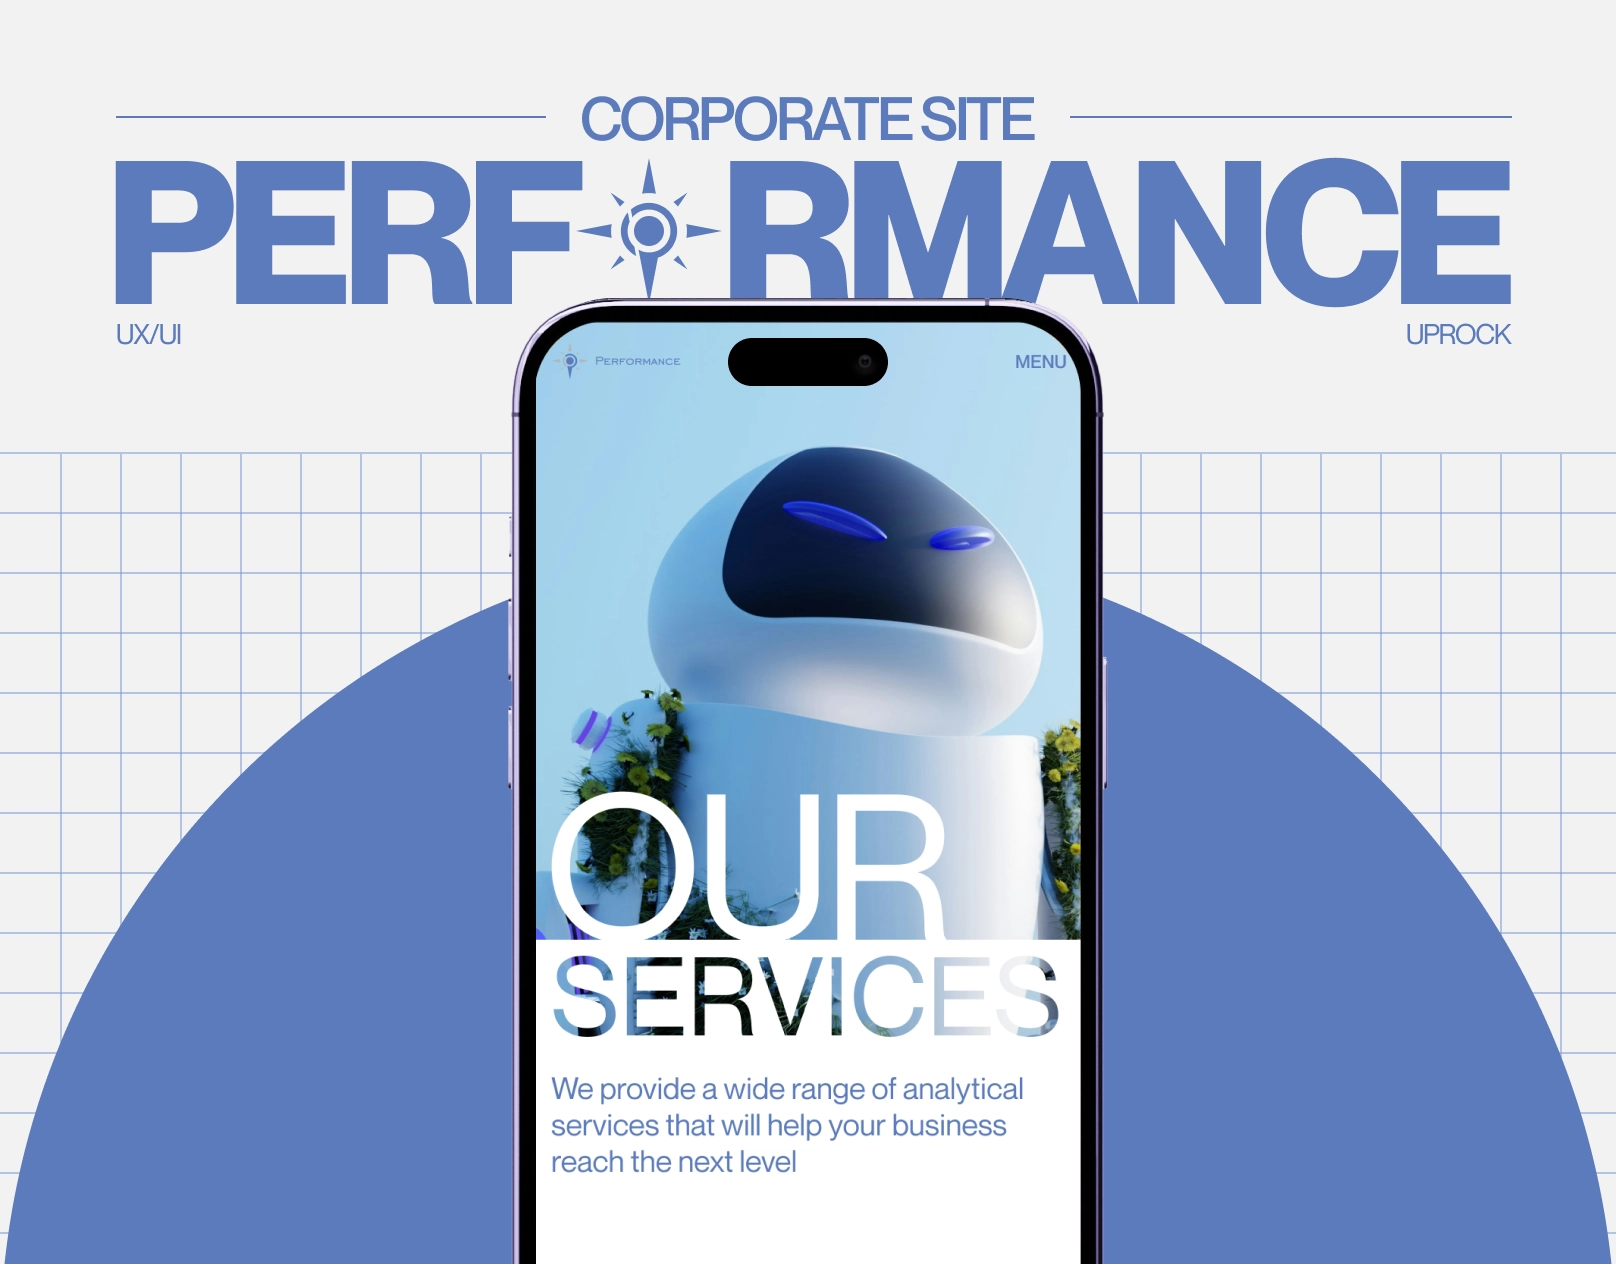 CORPORATE SITE
PERFORMANCE
UX/UI
UPROCK
PERFORMANCE
MENU
OUR
SERVICES
We provide a wide range of analytical
services that will help your business
reach the next level